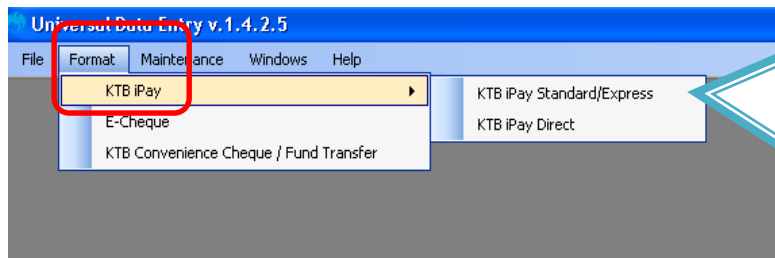 Universal Data Entry v.1.4.2.5
File Format Maintenance Windows Help
KTB iPay
KTB iPay Standard/Express
E-Cheque
KTB iPay Direct
KTB Convenience Cheque / Fund Transfer